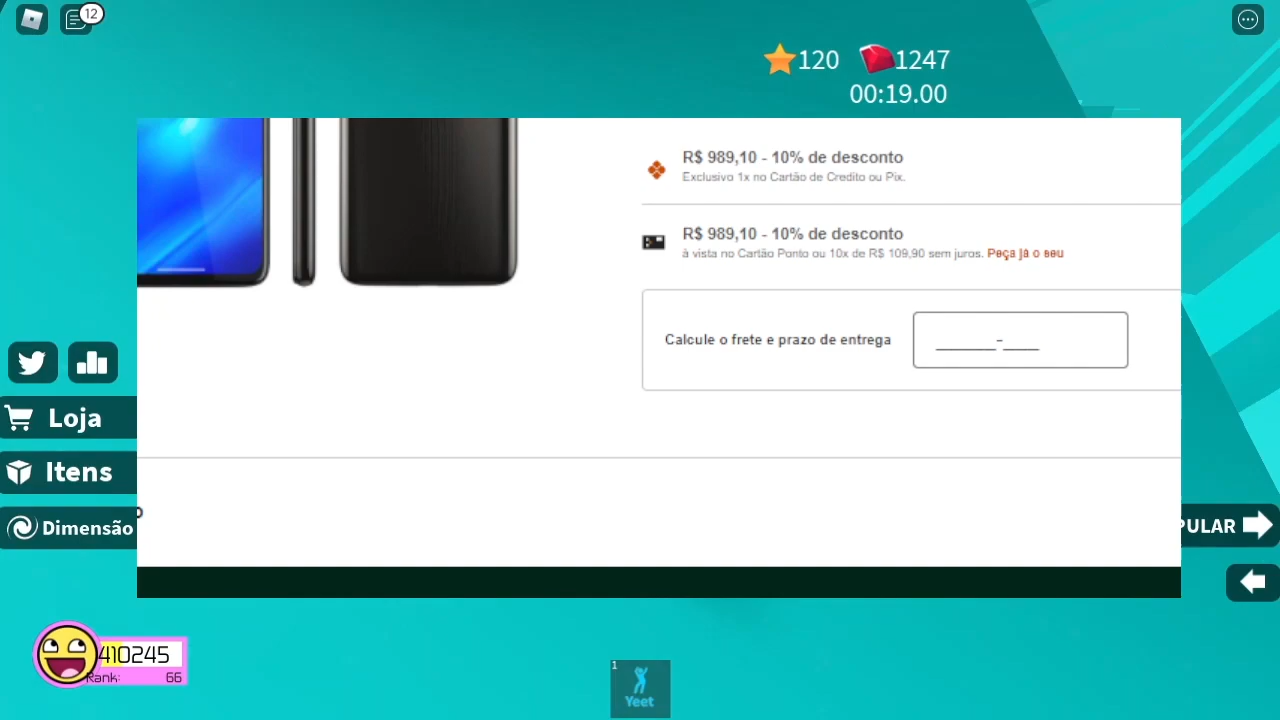 12
120 1247
00:19.00
R$ 989,10 - 10% de desconto
Exclusivo 1x no Cartão de Credito ou Pix.
R$ 989,10 - 10% de desconto
à vista no Cartão Ponto ou 10x de R$ 109,90 sem juros. Peça já o seu
Calcule o frete e prazo de entrega
_____-___
Loja
Itens
Dimensão
PULAR
410245
Rank: 66
1
Yeet